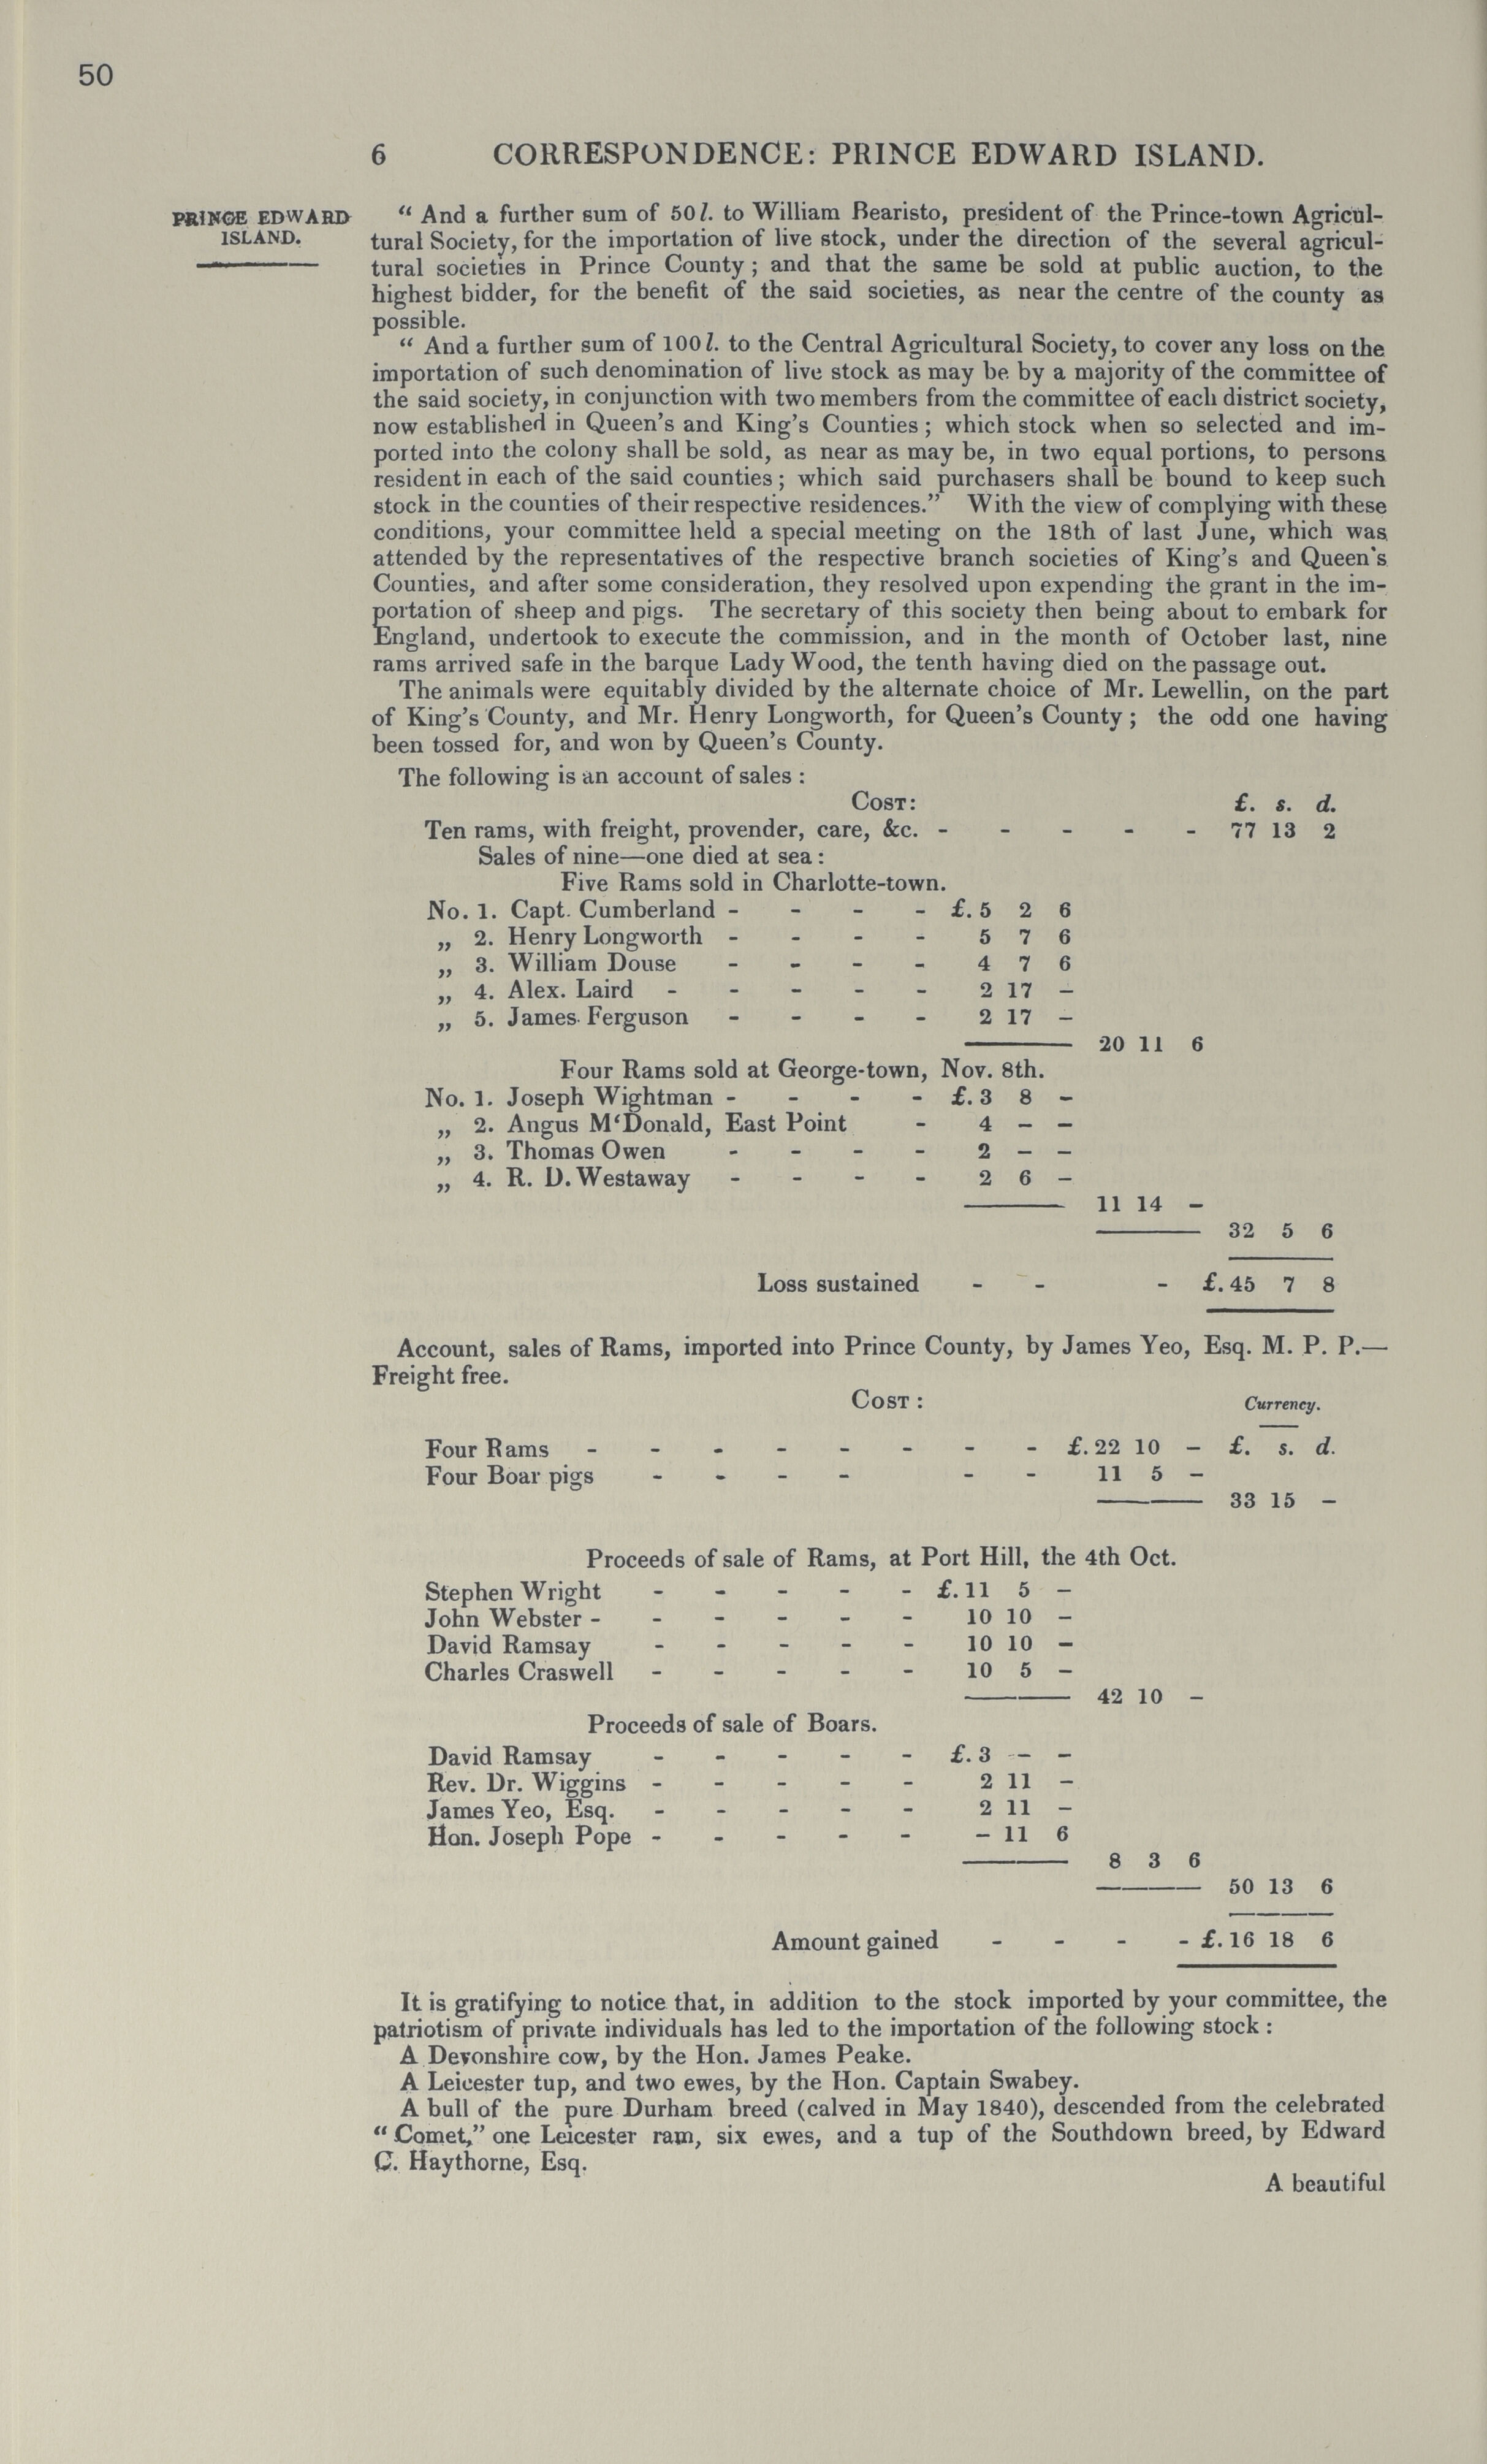 50
6 CORRESPONDENCE: PRINCE EDWARD ISLAND.
PRINCE EDWARD
ISLAND.
" And a further sum of 50 l. to William Bearisto, president of the Prince-town Agricul-
tural Society, for the importation of live stock, under the direction of the several agricul-
tural societies in Prince County; and that the same be sold at public auction, to the
highest bidder, for the benefit of the said societies, as near the centre of the county as
possible.
" And a further sum of 100 l. to the Central Agricultural Society, to cover any loss on the
importation of such denomination of live stock as may be by a majority of the committee of
the said society, in conjunction with two members from the committee of each district society,
now established in Queen's and King's Counties; which stock when so selected and im-
ported into the colony shall be sold, as near as may be, in two equal portions, to persons
resident in each of the said counties; which said purchasers shall be bound to keep such
stock in the counties of their respective residences." With the view of complying with these
conditions, your committee held a special meeting on the 18th of last June, which was
attended by the representatives of the respective branch societies of King's and Queen's
Counties, and after some consideration, they resolved upon expending the grant in the im-
portation of sheep and pigs. The secretary of this society then being about to embark for
England, undertook to execute the commission, and in the month of October last, nine
rams arrived safe in the barque Lady Wood, the tenth having died on the passage out.
The animals were equitably divided by the alternate choice of Mr. Lewellin, on the part
of King's County, and Mr. Henry Longworth, for Queen's County; the odd one having
been tossed for, and won by Queen's County.
The following is an account of sales:
COST: £. s. d.
Ten rams, with freight, provender, care, &c. - - - - - 77 13 2
Sales of nine—one died at sea:
Five Rams sold in Charlotte-town.
No. 1. Capt. Cumberland - - - - £. 5 2 6
„ 2. Henry Longworth - - - - 5 7 6
„ 3. William Douse - - - - 4 7 6
„ 4. Alex. Laird - - - - - 2 17 -
„ 5. James Ferguson - - - - 2 17 -
20 11 6
Four Rams sold at George-town, Nov. 8th.
No. 1. Joseph Wightman - - - - £. 3 8 -
„ 2. Angus M'Donald, East Point - 4 - -
„ 3. Thomas Owen - - - - 2 - -
„ 4. R. D. Westaway - - - - 2 6 -
11 14 -
32 5 6
Loss sustained - - - £. 45 7 8
Account, sales of Rams, imported into Prince County, by James Yeo, Esq. M. P. P.—
Freight free.
COST: Currency.
Four Rams - - - - - - - - £. 22 10 - £. s. d.
Four Boar pigs - - - - - - 11 5 -
33 15 -
Proceeds of sale of Rams, at Port Hill, the 4th Oct.
Stephen Wright - - - - - £. 11 5 -
John Webster - - - - - - 10 10 -
David Ramsay - - - - - 10 10 -
Charles Craswell - - - - - 10 5 -
42 10 -
Proceeds of sale of Boars.
David Ramsay - - - - - £. 3 - -
Rev. Dr. Wiggins - - - - - 2 11 -
James Yeo, Esq. - - - - - 2 11 -
Hon. Joseph Pope - - - - - - 11 6
8 3 6
50 13 6
Amount gained - - - - £. 16 18 6
It is gratifying to notice that, in addition to the stock imported by your committee, the
patriotism of private individuals has led to the importation of the following stock:
A Devonshire cow, by the Hon. James Peake.
A Leicester tup, and two ewes, by the Hon. Captain Swabey.
A bull of the pure Durham breed (calved in May 1840), descended from the celebrated
" Comet," one Leicester ram, six ewes, and a tup of the Southdown breed, by Edward
C. Haythorne, Esq.
A beautiful